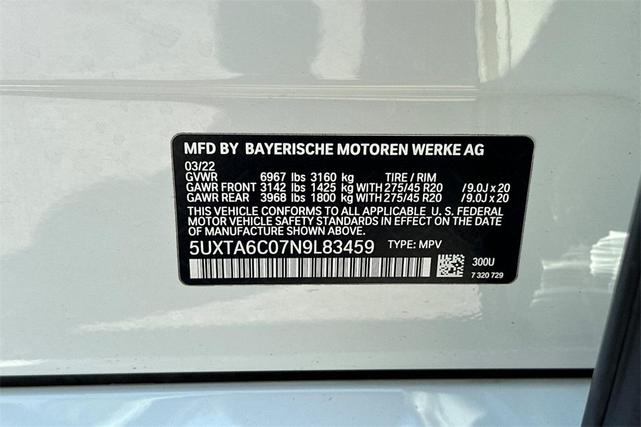 MFD BY BAYERISCHE MOTOREN WERKE AG
03/22
GVWR 6967 lbs 3160 kg TIRE / RIM
GAWR FRONT 3142 lbs 1425 kg WITH 275/45 R20 /9.0J x 20
GAWR REAR 3968 lbs 1800 kg WITH 275/45 R20 /9.0J x 20
THIS VEHICLE CONFORMS TO ALL APPLICABLE U. S. FEDERAL
MOTOR VEHICLE SAFETY STANDARDS IN EFFECT ON THE DATE
OF MANUFACTURE SHOWN ABOVE.
5UXTA6C07N9L83459 TYPE: MPV
300U
7 320 729